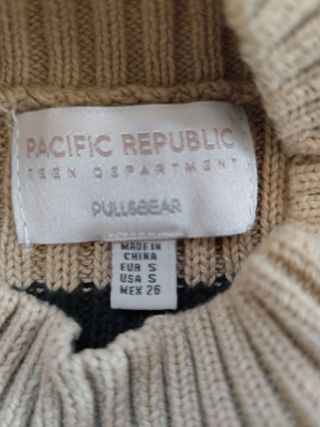 PACIFIC REPUBLIC
TEEN DEPARTMENT
PULL&BEAR
MADE IN
CHINA
EUR S
USA S
MEX 26